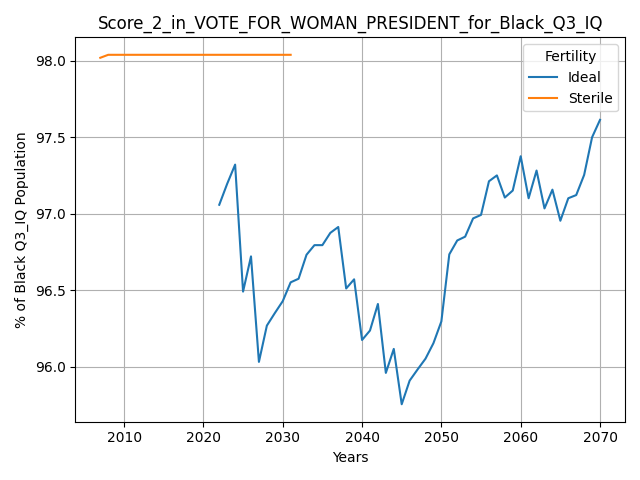 Score_2_in_VOTE_FOR_WOMAN_PRESIDENT_for_Black_Q3_IQ
98.0
97.5
97.0
96.5
96.0
% of Black Q3_IQ Population
Fertility
Ideal
Sterile
2010 2020 2030 2040 2050 2060 2070
Years